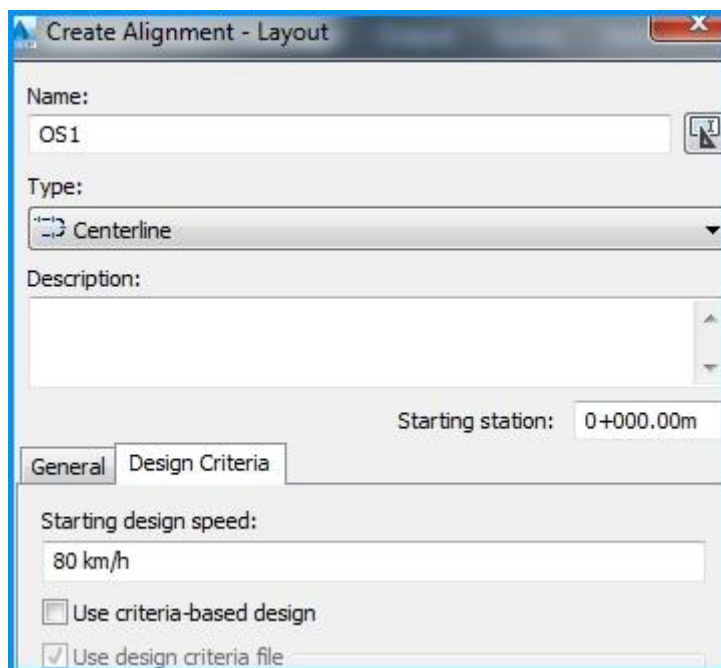 Create Alignment - Layout
Name:
OS1
Type:
Centerline
Description:
Starting station: 0+000.00m
General Design Criteria
Starting design speed:
80 km/h
Use criteria-based design
Use design criteria file